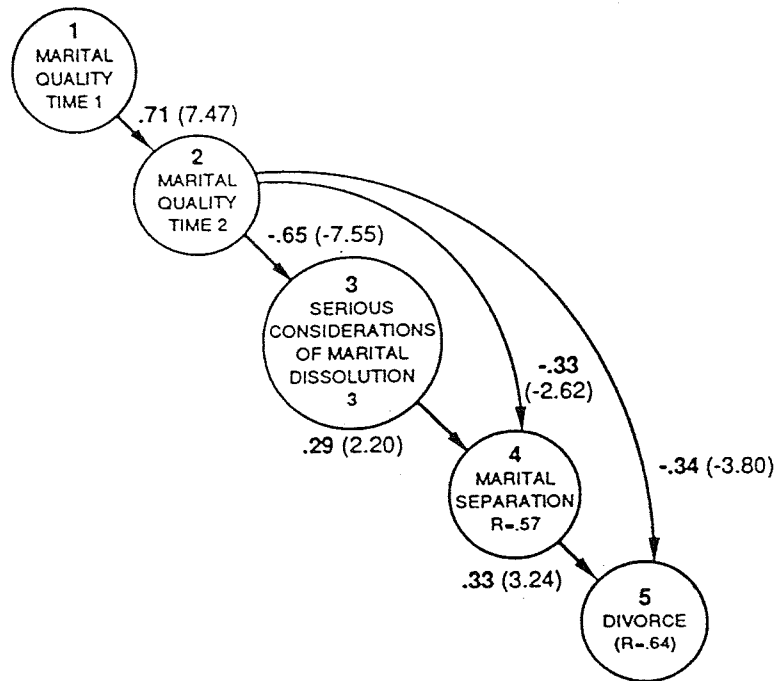 1
MARITAL
QUALITY
TIME 1
.71 (7.47)
2
MARITAL
QUALITY
TIME 2
-.65 (-7.55)
3
SERIOUS
CONSIDERATIONS
OF MARITAL
DISSOLUTION
3
-.33
(-2.62)
.29 (2.20)
4
MARITAL
SEPARATION
R=.57
-.34 (-3.80)
.33 (3.24)
5
DIVORCE
(R=.64)